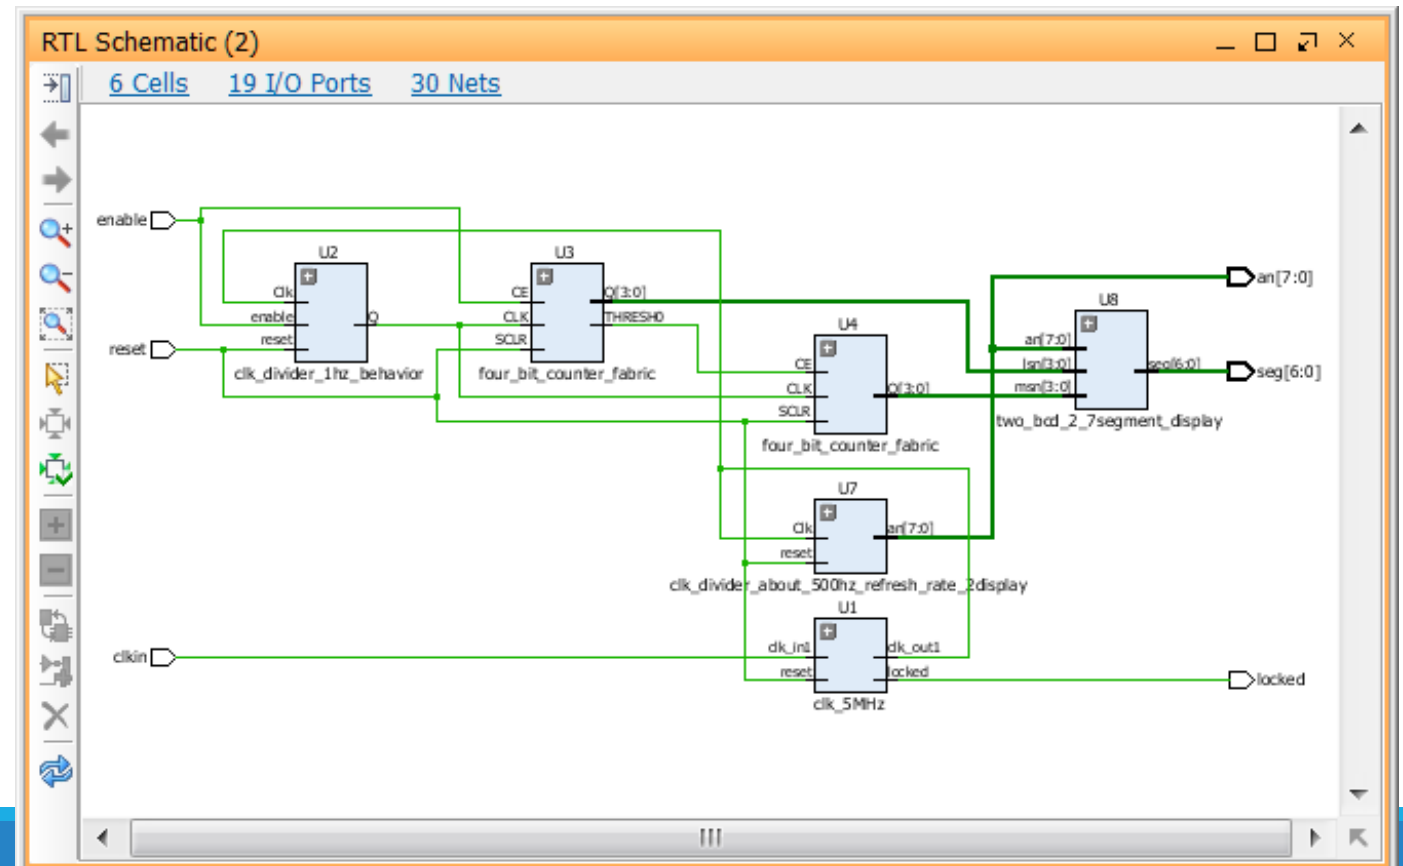 RTL Schematic (2)
6 Cells 19 I/O Ports 30 Nets
enable
reset
clkin
U2
Clk
enable
reset
Q
clk_divider_1hz_behavior
U3
CE
CLK
SCLR
Q[3:0]
THRESH0
four_bit_counter_fabric
U4
CE
CLK
SCLR
Q[3:0]
four_bit_counter_fabric
U7
Clk
reset
an[7:0]
clk_divider_about_500hz_refresh_rate_2display
U1
clk_in1
reset
clk_out1
locked
clk_5MHz
U8
an[7:0]
lsn[3:0]
msn[3:0]
seg[6:0]
two_bcd_2_7segment_display
an[7:0]
seg[6:0]
locked